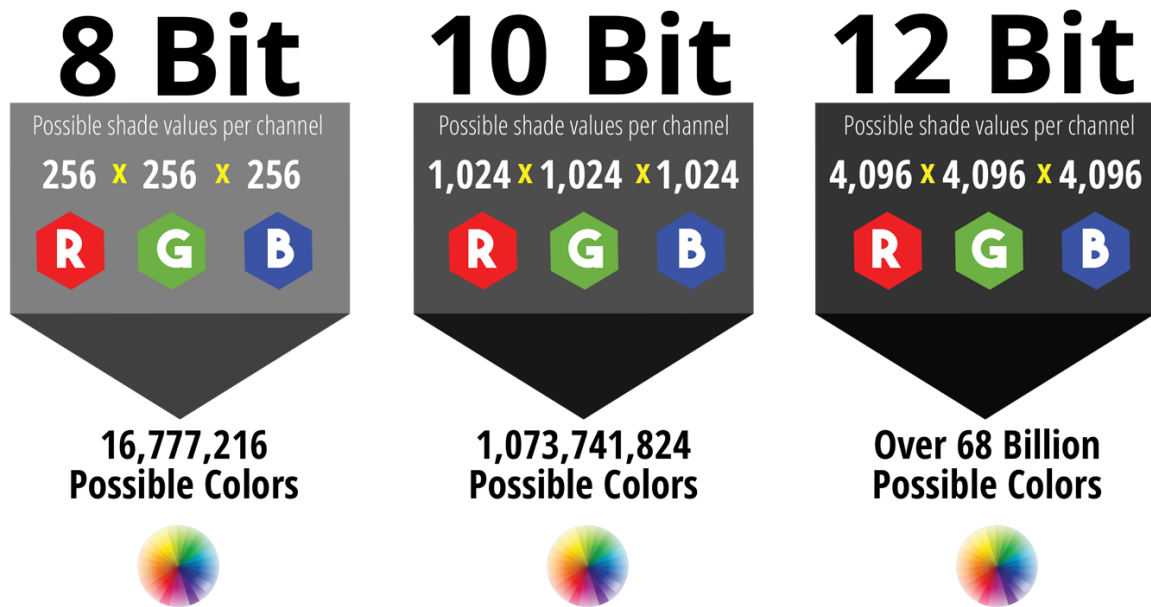 8 Bit
Possible shade values per channel
256 x 256 x 256
R G B
16,777,216
Possible Colors
10 Bit
Possible shade values per channel
1,024 x 1,024 x 1,024
R G B
1,073,741,824
Possible Colors
12 Bit
Possible shade values per channel
4,096 x 4,096 x 4,096
R G B
Over 68 Billion
Possible Colors